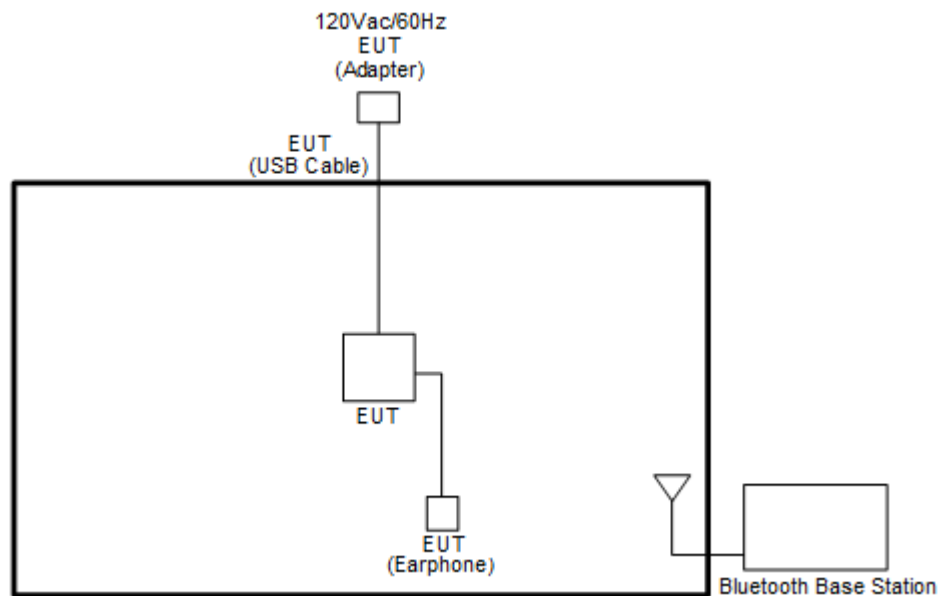 120Vac/60Hz
EUT
(Adapter)
EUT
(USB Cable)
EUT
EUT
(Earphone)
Bluetooth Base Station